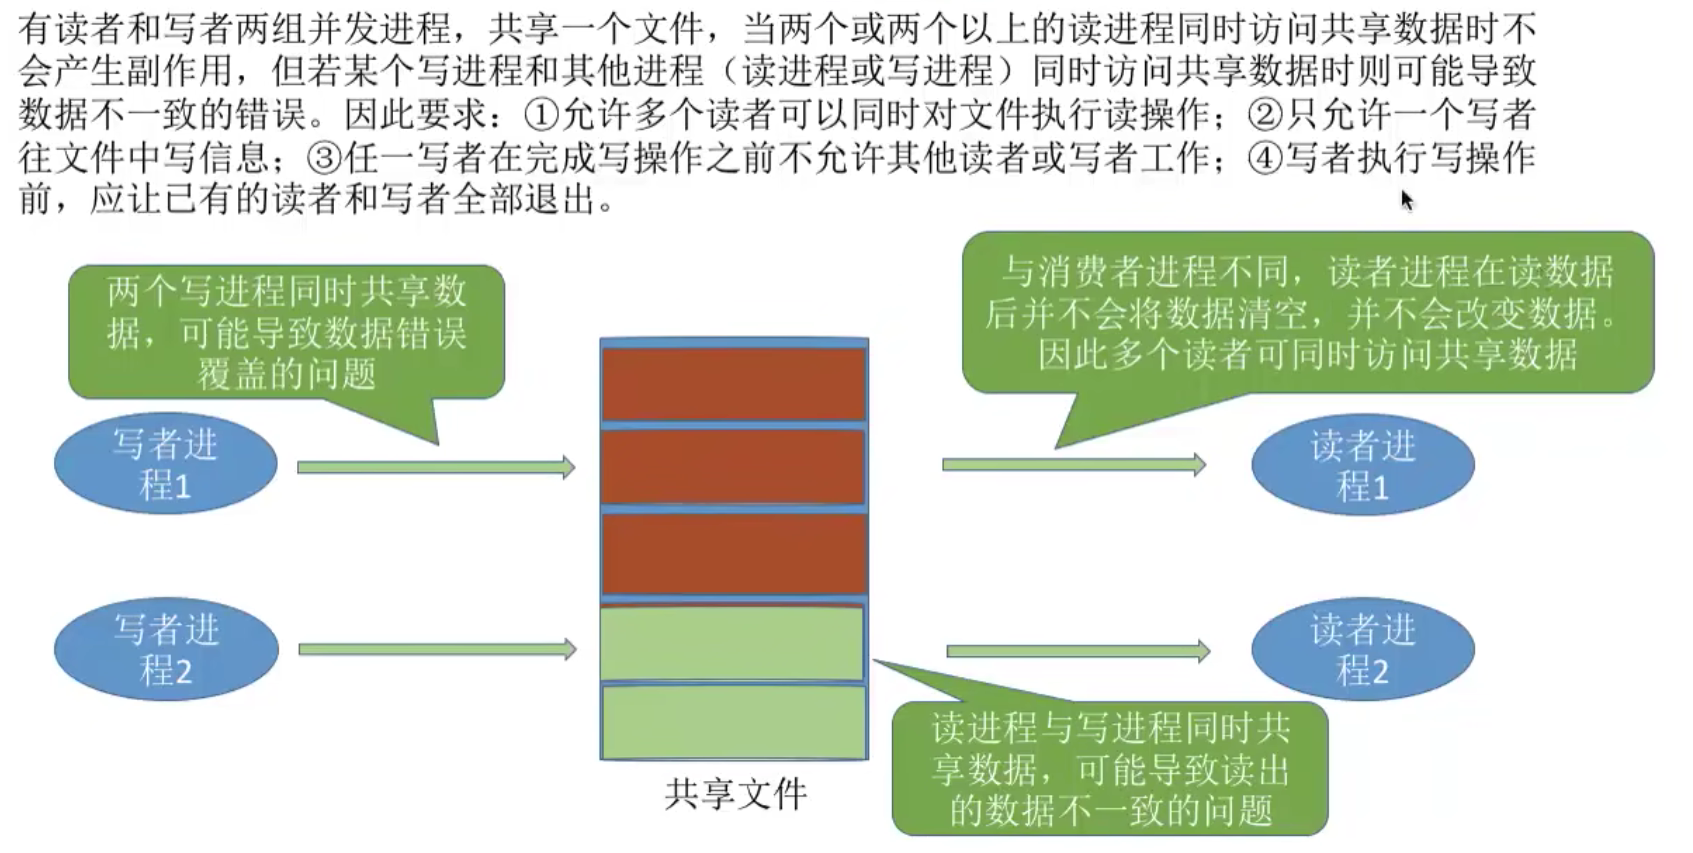 有读者和写者两组并发进程，共享一个文件，当两个或两个以上的读进程同时访问共享数据时不
会产生副作用，但若某个写进程和其他进程（读进程或写进程）同时访问共享数据时则可能导致
数据不一致的错误。因此要求：①允许多个读者可以同时对文件执行读操作；②只允许一个写者
往文件中写信息；③任一写者在完成写操作之前不允许其他读者或写者工作；④写者执行写操作
前，应让已有的读者和写者全部退出。
两个写进程同时共享数
据，可能导致数据错误
覆盖的问题
与消费者进程不同，读者进程在读数据
后并不会将数据清空，并不会改变数据。
因此多个读者可同时访问共享数据
写者进
程1
读者进
程1
写者进
程2
读者进
程2
读进程与写进程同时共
享数据，可能导致读出
的数据不一致的问题
共享文件